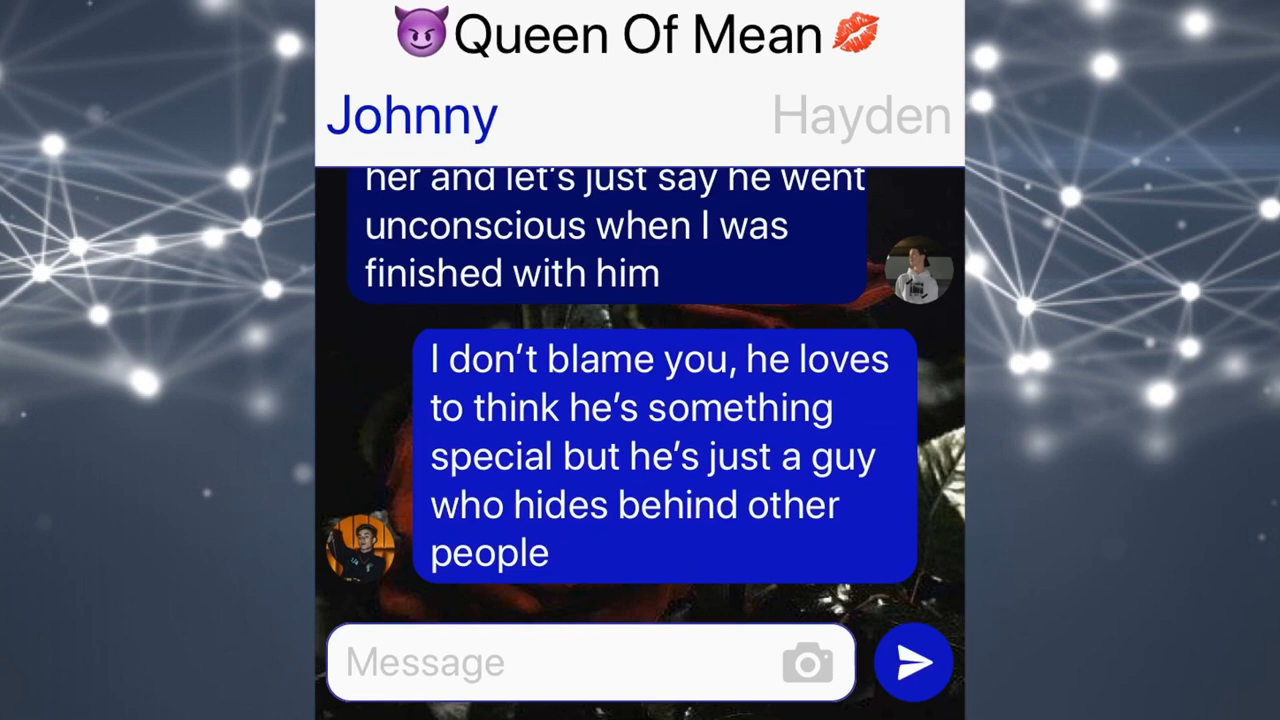 😈Queen Of Mean💋
Johnny
Hayden
her and let's just say he went
unconscious when I was
finished with him
I don’t blame you, he loves
to think he’s something
special but he’s just a guy
who hides behind other
people
Message